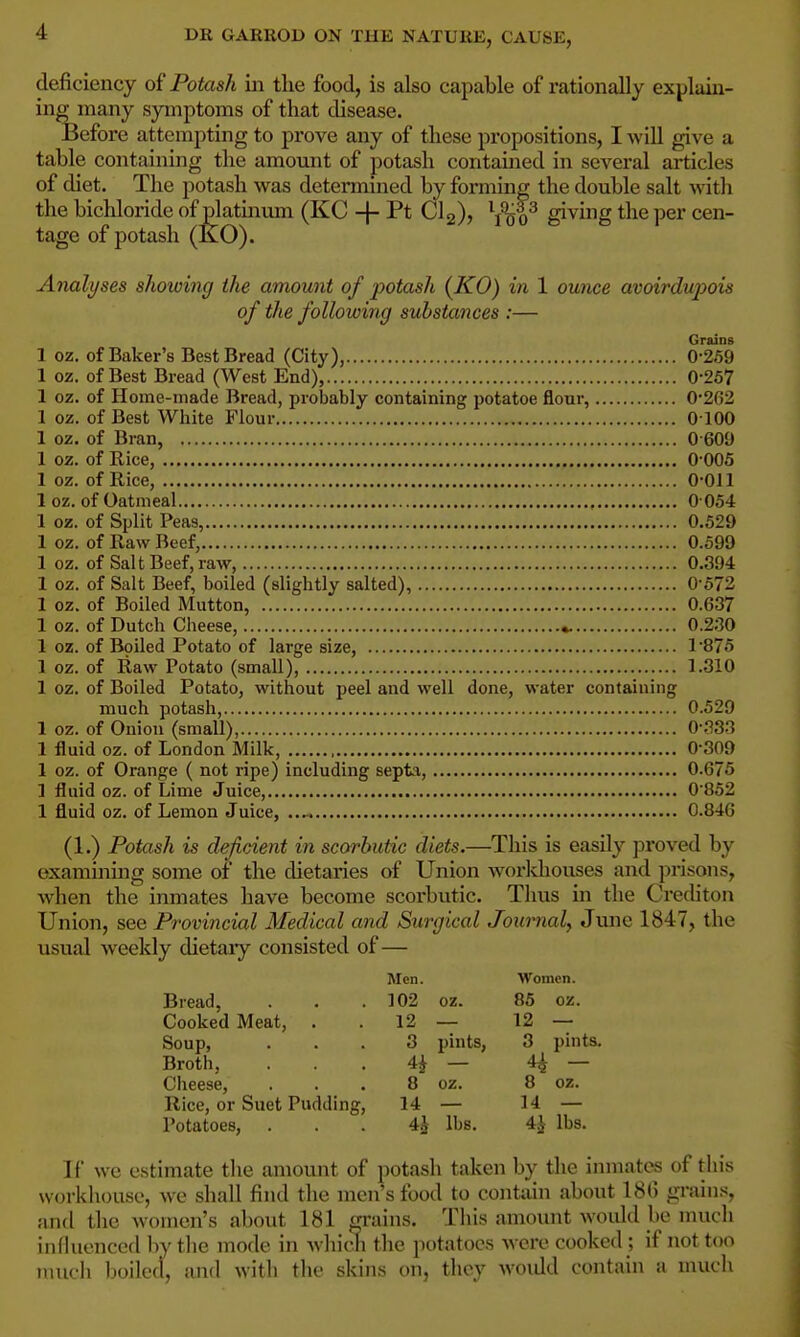 4 DR GARROD ON THE NATURE, CAUSE,
deficiency of Potash in the food, is also capable of rationally explain-
ing many symptoms of that disease.
Before attempting to prove any of these propositions, I will give a
table containing the amount of potash contained in several articles
of diet. The potash was determined by forming the double salt with
the bichloride of platinum (KC + Pt Cl2), giving the per cen-
tage of potash (KO).
Analyses showing the amount of potash (KO) in 1 ounce avoirdupois
of the following substances :—
Grains
1 oz. of Baker's Best Bread (City),.......... 0·259
1 oz. of Best Bread (West End),.......... 0·257
1 oz. of Home-made Bread, probably containing potatoe flour, .......... 0·262
1 oz. of Best White Flour.......... 0·100
1 oz. of Bran, .......... 0·609
1 oz. of Rice, .......... 0·005
1 oz. of Rice, .......... 0·011
1 oz. of Oatmeal.......... 0·054
1 oz. of Split Peas,.......... 0.529
1 oz. of Raw Beef,.......... 0.599
1 oz. of Salt Beef, raw, .......... 0.394
1 oz. of Salt Beef, boiled (slightly salted), .......... 0·572
1 oz. of Boiled Mutton, .......... 0.637
1 oz. of Dutch Cheese, .......... 0.230
1 oz. of Boiled Potato of large size, .......... 1·875
1 oz. of Raw Potato (small), .......... 1.310
1 oz. of Boiled Potato, without peel and well done, water containing
much potash,.......... 0.529
1 oz. of Onion (small),.......... 0·333
1 fluid oz. of London Milk, .......... 0·309
1 oz. of Orange ( not ripe) including septa, .......... 0.675
1 fluid oz. of Lime Juice,.......... 0·852
1 fluid oz. of Lemon Juice, .......... 0.846
(1.) Potash is deficient in scorbutic diets.—This is easily proved by
examining some of the dietaries of Union workhouses and prisons,
when the inmates have become scorbutic. Thus in the Crediton
Union, see Provincial Medical and Surgical Journal, June 1847, the
usual weekly dietary consisted of—
Men. Women.
Bread, . . . 102 oz. 85 oz.
Cooked Meat, . . 12 — 12 —
Soup, . . . 3 pints, 3 pints.
Broth, . . . 4½ — 4½ —
Cheese, . . . 8 oz. 8 oz.
Rice, or Suet Pudding, 14 — 14 —
Potatoes, . . . 4½ lbs. 4½ lbs.
If we estimate the amount of potash taken by the inmates of this
workhouse, we shall find the men's food to contain about 186 grains,
and the women's about 181 grains. This amount would be much
influenced by the mode in which the potatoes were cooked; if not too
much boiled, and with the skins on, they would contain a much